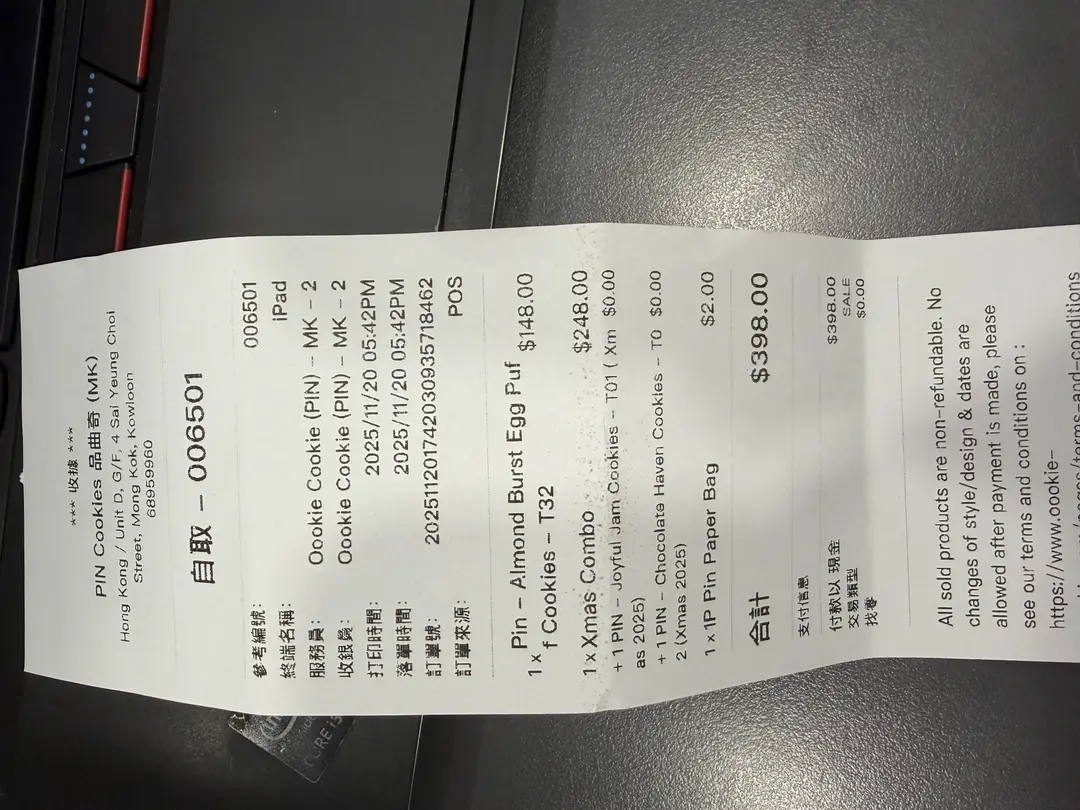 *** 收據 ***
PIN Cookies 品曲奇 (MK)
Hong Kong / Unit D, G/F, 4 Sai Yeung Choi
Street, Mong Kok, Kowloon
68959960
自取 – 006501
參考編號: 006501
終端名稱: iPad
服務員: Oookie Cookie (PIN) – MK – 2
收銀員: Oookie Cookie (PIN) – MK – 2
打印時間: 2025/11/20 05:42PM
落單時間: 2025/11/20 05:42PM
訂單號: 20251120174203093571846​2
訂單來源: POS
1 x Pin – Almond Burst Egg Puf $148.00
f Cookies – T32
1 x Xmas Combo $248.00
+ 1 PIN – Joyful Jam Cookies – T01 ( Xm $0.00
as 2025)
+ 1 PIN – Chocolate Haven Cookies – T0 $0.00
2 (Xmas 2025)
1 x 1P Pin Paper Bag $2.00
合計 $398.00
支付信息
付款以 現金 $398.00
交易類型 SALE
找零 $0.00
All sold products are non-refundable. No
changes of style/design & dates are
allowed after payment is made, please
see our terms and conditions on :
https://www.oookie-
CORE i5